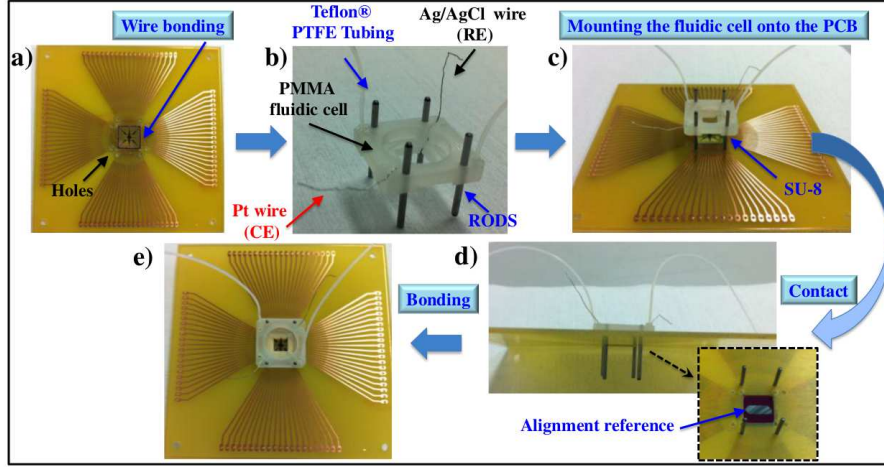 Wire bonding
Teflon®
PTFE Tubing
Ag/AgCl wire
(RE)
Mounting the fluidic cell onto the PCB
a)
b)
c)
PMMA
fluidic cell
Holes
Pt wire
(CE)
RODS
SU-8
e)
d)
Bonding
Contact
Alignment reference